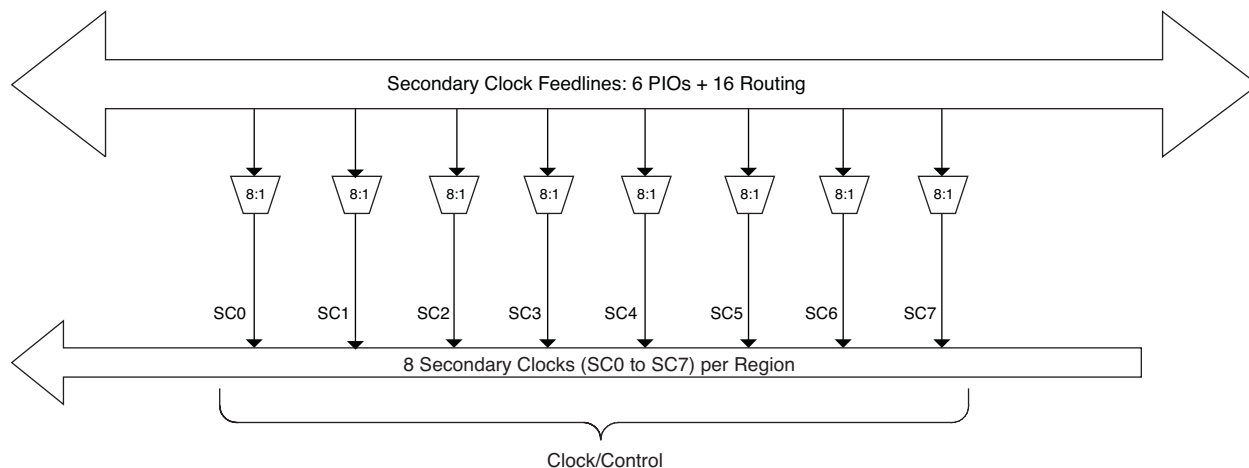 Secondary Clock Feedlines: 6 PIOs + 16 Routing
8:1 8:1 8:1 8:1 8:1 8:1 8:1 8:1
SC0 SC1 SC2 SC3 SC4 SC5 SC6 SC7
8 Secondary Clocks (SC0 to SC7) per Region
Clock/Control